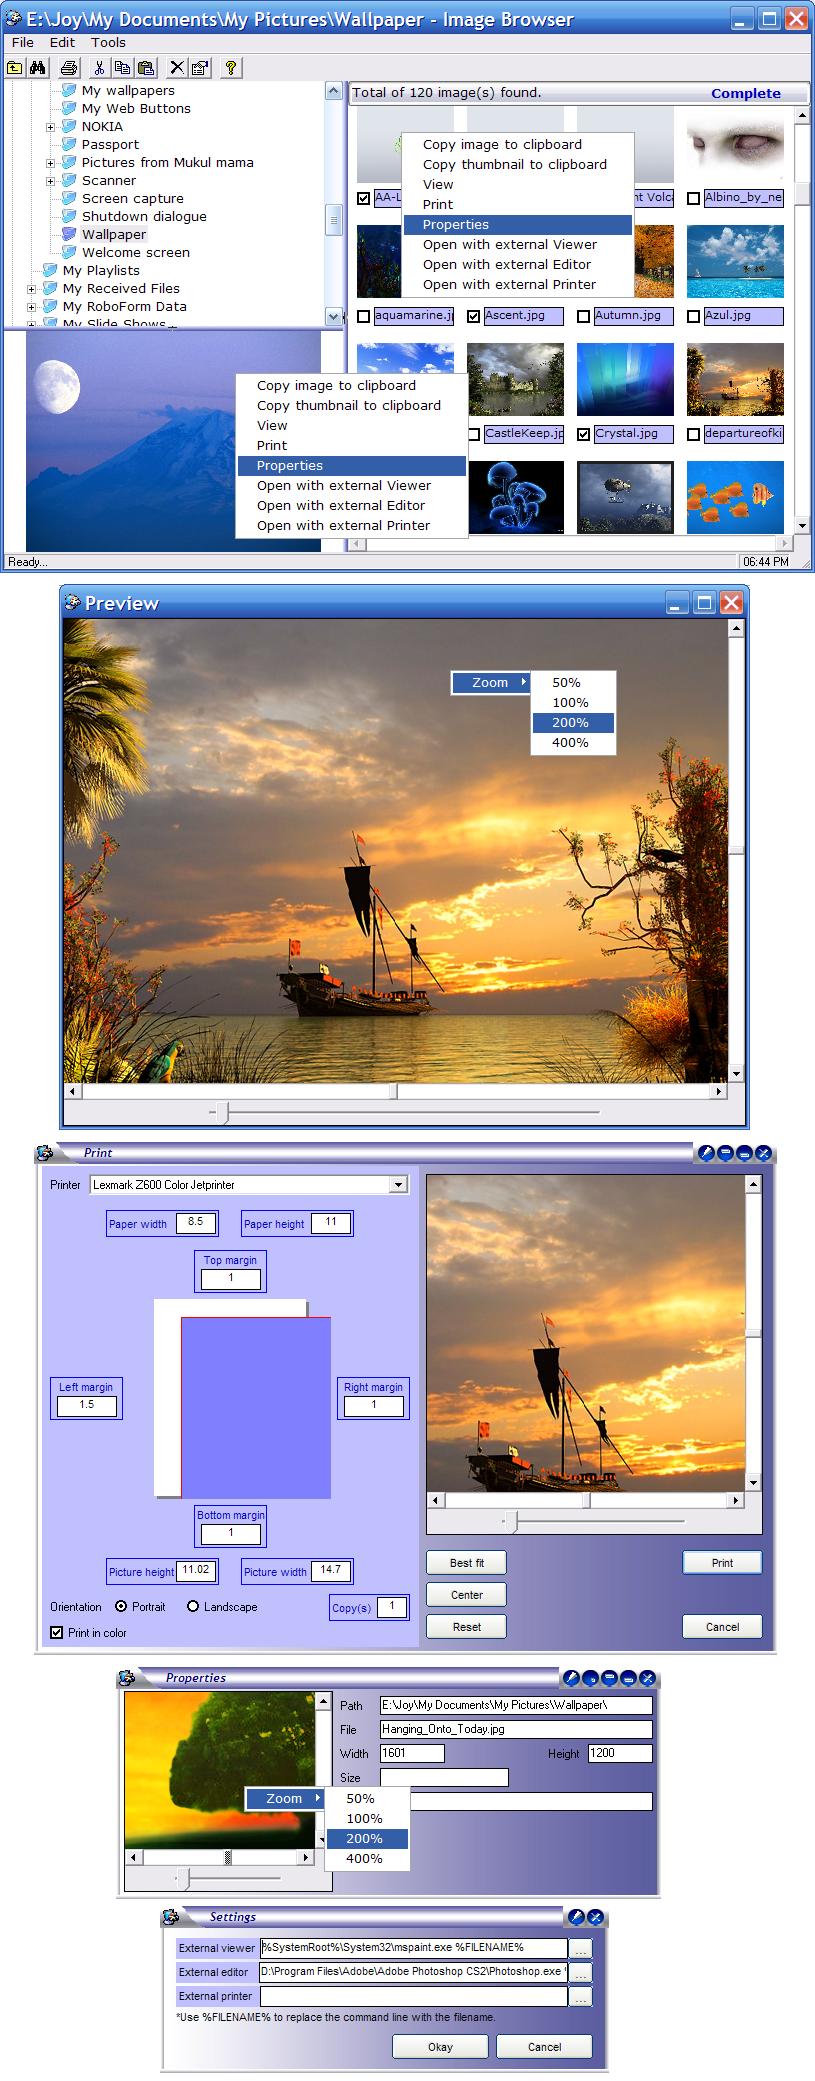 E:\Joy\My Documents\My Pictures\Wallpaper - Image Browser
File Edit Tools
My wallpapers
My Web Buttons
NOKIA
Passport
Pictures from Mukul mama
Scanner
Screen capture
Shutdown dialogue
Wallpaper
Welcome screen
My Playlists
My Received Files
My RoboForm Data
My Slide Shows
Total of 120 image(s) found. Complete
Copy image to clipboard
Copy thumbnail to clipboard
View
Print
Properties
Open with external Viewer
Open with external Editor
Open with external Printer
AA-L
nt Volc
Albino_by_ne
aquamarine.j
Ascent.jpg
Autumn.jpg
Azul.jpg
CastleKeep.jp
Crystal.jpg
departureofki
Copy image to clipboard
Copy thumbnail to clipboard
View
Print
Properties
Open with external Viewer
Open with external Editor
Open with external Printer
Ready... 06:44 PM
Preview
Zoom
50%
100%
200%
400%
Print
Printer Lexmark Z600 Color Jetprinter
Paper width 8.5 Paper height 11
Top margin
1
Left margin
1.5
Right margin
1
Bottom margin
1
Picture height 11.02 Picture width 14.7
Orientation Portrait Landscape
Copy(s) 1
Print in color
Best fit
Center
Reset
Print
Cancel
Properties
Path E:\Joy\My Documents\My Pictures\Wallpaper\
File Hanging_Onto_Today.jpg
Width 1601 Height 1200
Size
Zoom
50%
100%
200%
400%
Settings
External viewer %SystemRoot%\System32\mspaint.exe %FILENAME% ...
External editor D:\Program Files\Adobe\Adobe Photoshop CS2\Photoshop.exe ...
External printer ...
*Use %FILENAME% to replace the command line with the filename.
Okay Cancel